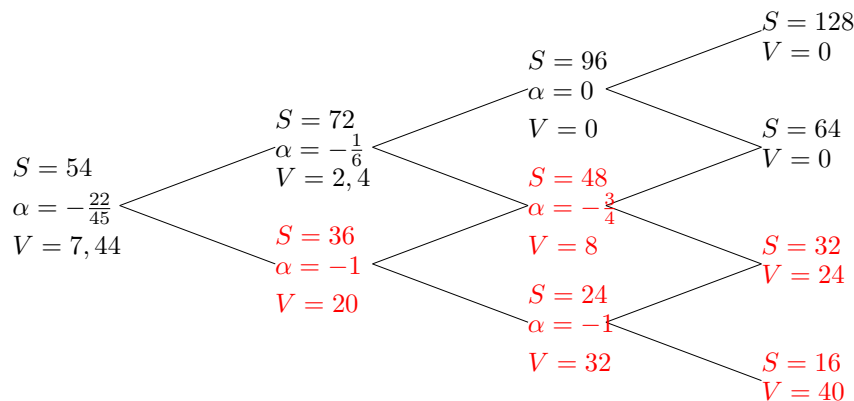 S = 54
α = −22/45
V = 7, 44
S = 72
α = −1/6
V = 2, 4
S = 36
α = −1
V = 20
S = 96
α = 0
V = 0
S = 48
α = −3/4
V = 8
S = 24
α = −1
V = 32
S = 128
V = 0
S = 64
V = 0
S = 32
V = 24
S = 16
V = 40